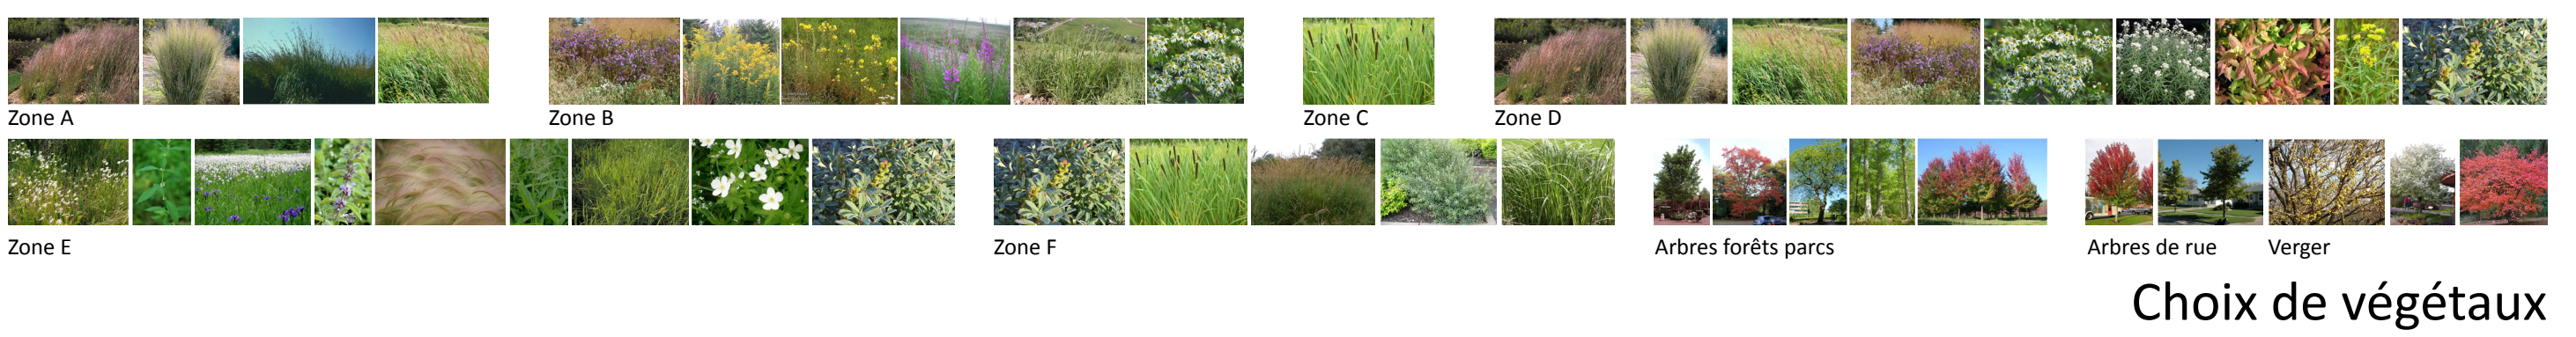 Zone A
Zone B
Zone C
Zone D
Zone E
Zone F
Arbres forêts parcs
Arbres de rue
Verger
Choix de végétaux